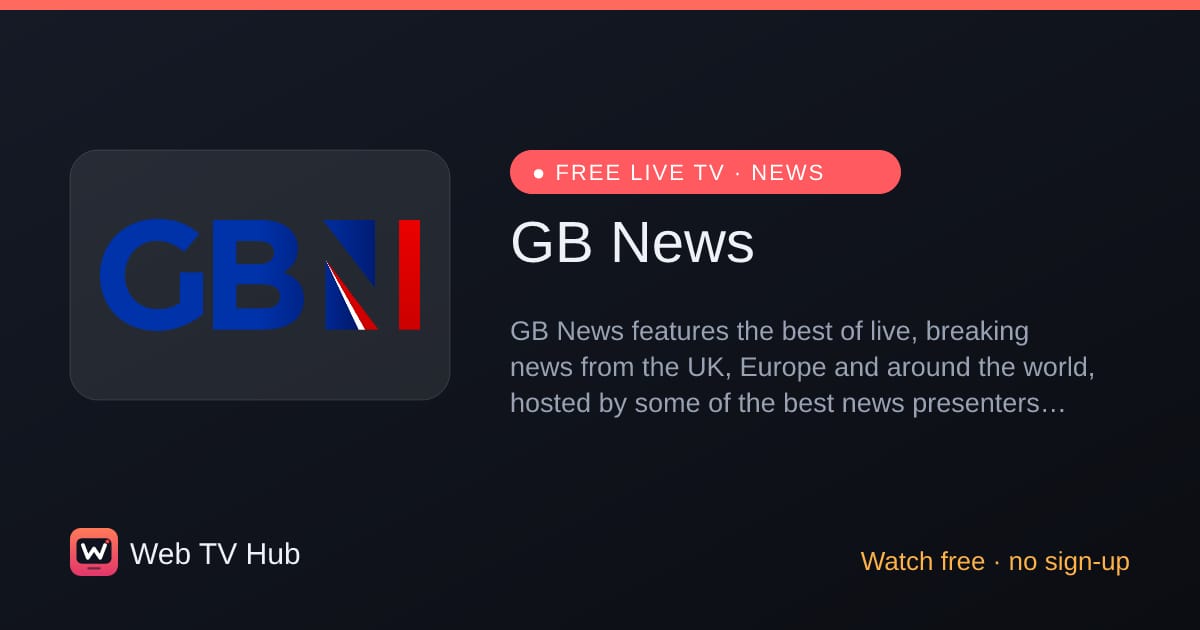 GBN
FREE LIVE TV · NEWS
GB News
GB News features the best of live, breaking
news from the UK, Europe and around the world,
hosted by some of the best news presenters…
W
Web TV Hub
Watch free · no sign-up